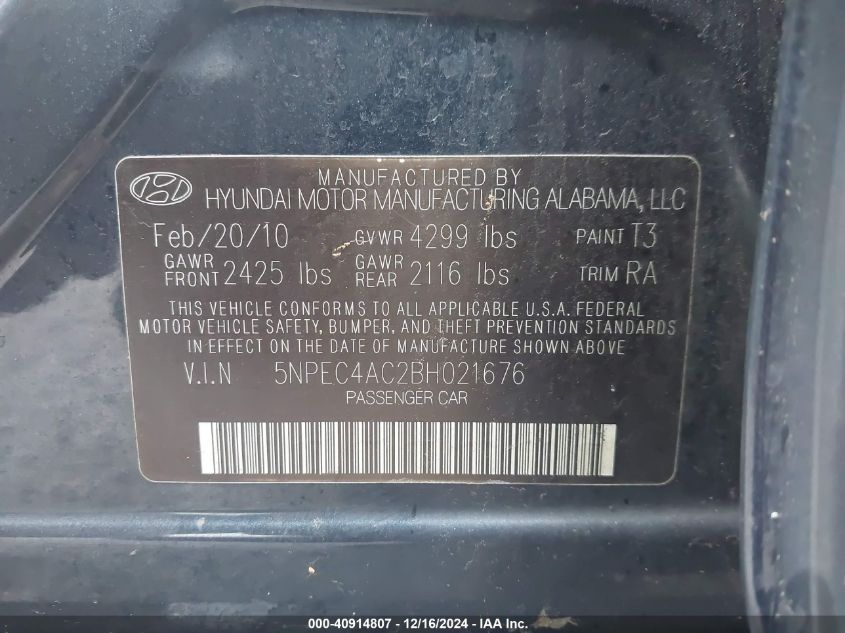 MANUFACTURED BY
HYUNDAI MOTOR MANUFACTURING ALABAMA, LLC
Feb/20/10 GVWR 4299 lbs PAINT T3
GAWR FRONT 2425 lbs GAWR REAR 2116 lbs TRIM RA
THIS VEHICLE CONFORMS TO ALL APPLICABLE U.S.A. FEDERAL
MOTOR VEHICLE SAFETY, BUMPER, AND THEFT PREVENTION STANDARDS
IN EFFECT ON THE DATE OF MANUFACTURE SHOWN ABOVE
V.I.N 5NPEC4AC2BH021676
PASSENGER CAR
000-40914807 - 12/16/2024 - IAA Inc.